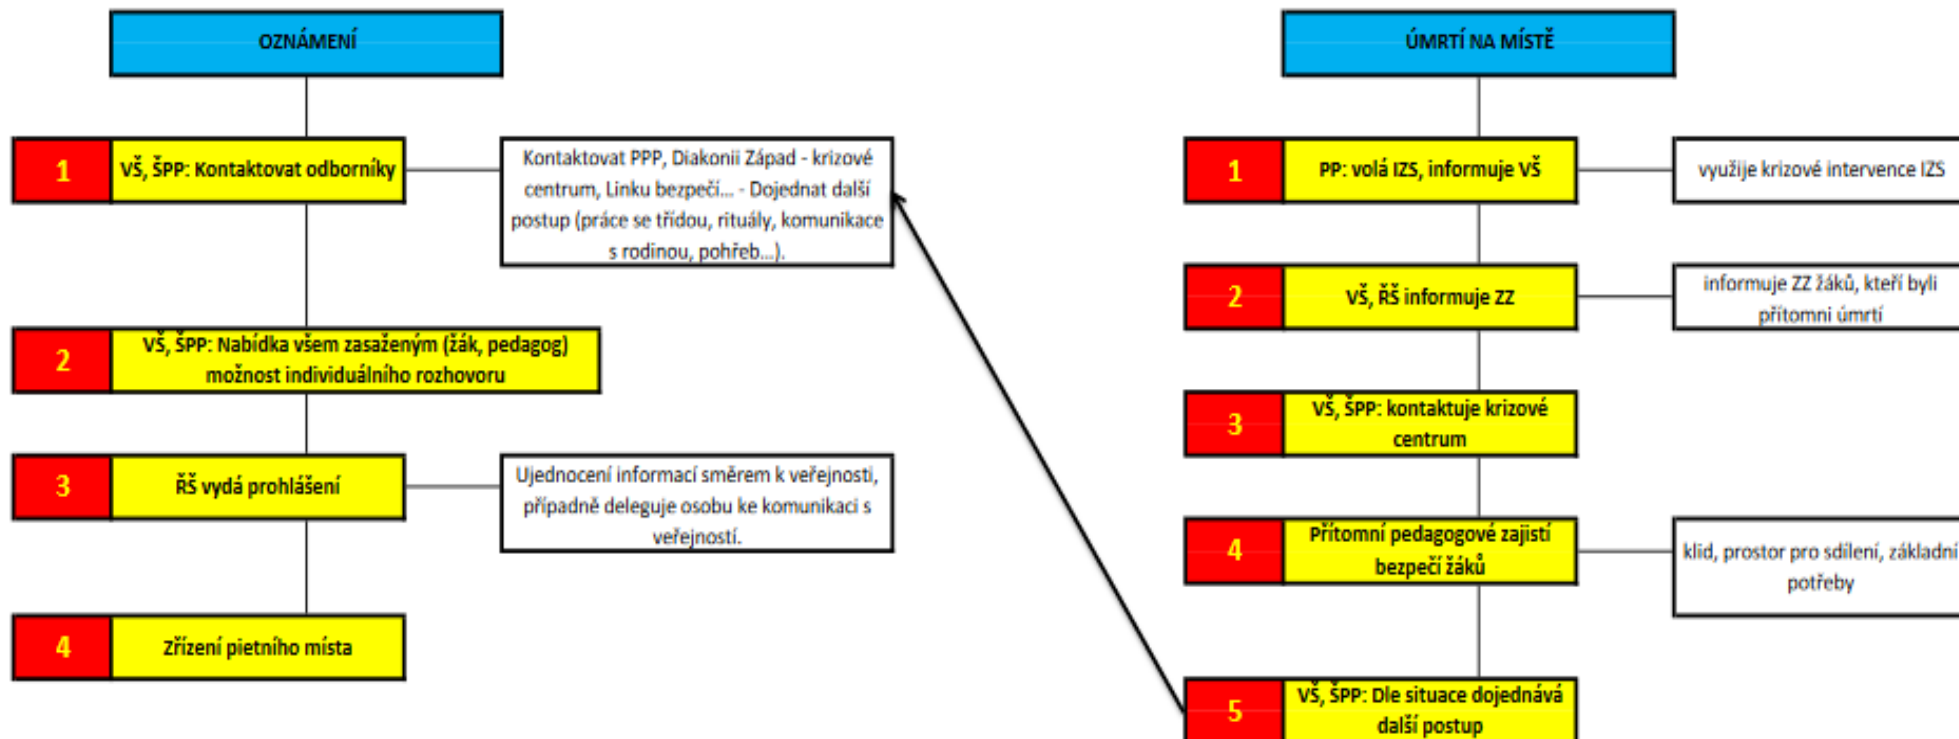 OZNÁMENÍ
1
VŠ, ŠPP: Kontaktovat odborníky
Kontaktovat PPP, Diakonii Západ - krizové
centrum, Linku bezpečí... - Dojednat další
postup (práce se třídou, rituály, komunikace
s rodinou, pohřeb...).
2
VŠ, ŠPP: Nabídka všem zasaženým (žák, pedagog)
možnost individuálního rozhovoru
3
ŘŠ vydá prohlášení
Ujednocení informací směrem k veřejnosti,
případně deleguje osobu ke komunikaci s
veřejností.
4
Zřízení pietního místa
ÚMRTÍ NA MÍSTĚ
1
PP: volá IZS, informuje VŠ
využije krizové intervence IZS
2
VŠ, ŘŠ informuje ZZ
informuje ZZ žáků, kteří byli
přítomni úmrtí
3
VŠ, ŠPP: kontaktuje krizové
centrum
4
Přítomní pedagogové zajistí
bezpečí žáků
klid, prostor pro sdílení, základní
potřeby
5
VŠ, ŠPP: Dle situace dojednává
další postup